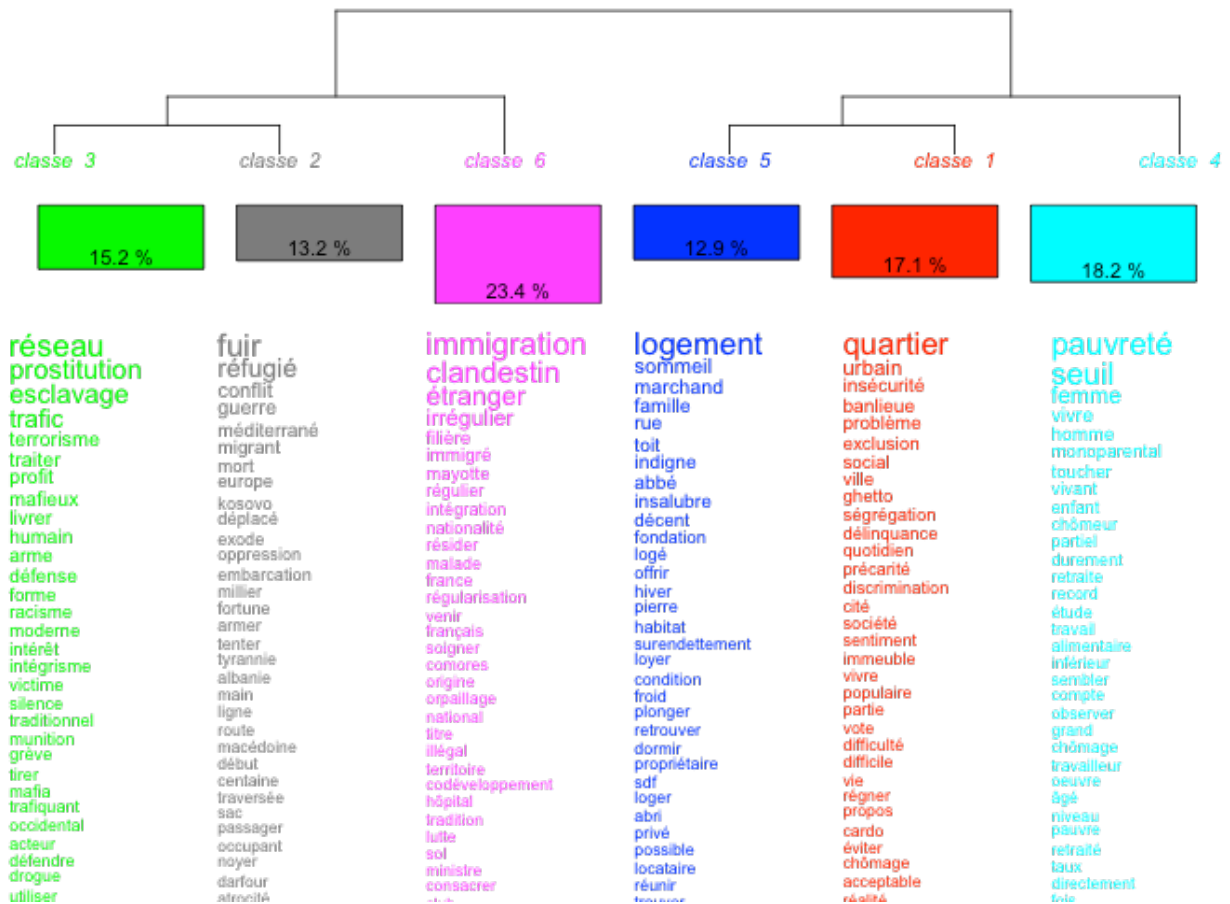 classe 3
classe 2
classe 6
classe 5
classe 1
classe 4
15.2 %
13.2 %
23.4 %
12.9 %
17.1 %
18.2 %
réseau
prostitution
esclavage
trafic
terrorisme
traiter
profit
mafieux
livrer
humain
arme
défense
forme
racisme
moderne
intérêt
intégrisme
victime
silence
traditionnel
munition
grève
tirer
mafia
trafiquant
occidental
acteur
défendre
drogue
utiliser
fuir
réfugié
conflit
guerre
méditerrané
migrant
mort
europe
kosovo
déplacé
exode
oppression
embarcation
millier
fortune
armer
tenter
tyrannie
albanie
main
ligne
route
macédoine
début
centaine
traversée
sac
passager
occupant
noyer
darfour
atrocité
immigration
clandestin
étranger
irrégulier
filière
immigré
mayotte
régulier
intégration
nationalité
résider
malade
france
régularisation
venir
français
soigner
comores
origine
orpaillage
national
titre
illégal
territoire
codéveloppement
hôpital
tradition
lutte
sol
ministre
consacrer
logement
sommeil
marchand
famille
rue
toit
indigne
abbé
insalubre
décent
fondation
logé
offrir
hiver
pierre
habitat
surendettement
loyer
condition
froid
plonger
retrouver
dormir
propriétaire
sdf
loger
abri
privé
possible
locataire
réunir
trouver
quartier
urbain
insécurité
banlieue
problème
exclusion
social
ville
ghetto
ségrégation
délinquance
quotidien
précarité
discrimination
cité
société
sentiment
immeuble
vivre
populaire
partie
vote
difficulté
difficile
vie
régner
propos
cardo
éviter
chômage
acceptable
réalité
pauvreté
seuil
femme
vivre
homme
monoparental
toucher
vivant
enfant
chômeur
partiel
durement
retraite
record
étude
travail
alimentaire
inférieur
sembler
compte
observer
grand
chômage
travailleur
oeuvre
âgé
niveau
pauvre
retraité
taux
directement
fois